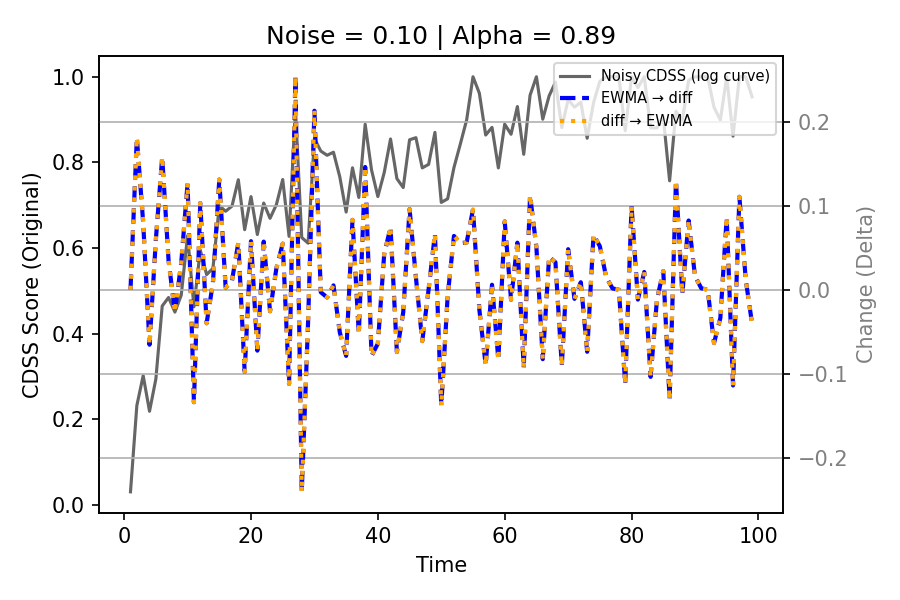 Noise = 0.10 | Alpha = 0.89
Noisy CDSS (log curve)
EWMA → diff
diff → EWMA
CDSS Score (Original)
1.0
0.8
0.6
0.4
0.2
0.0
0.2
0.1
0.0
−0.1
−0.2
Change (Delta)
0
20
40
60
80
100
Time